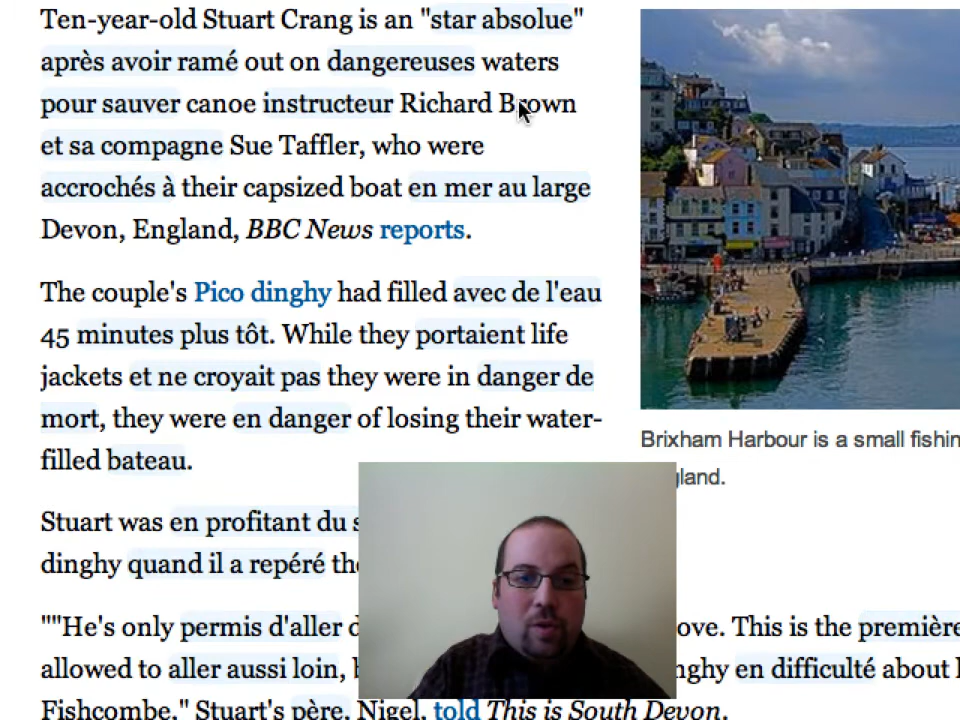 Ten-year-old Stuart Crang is an "star absolue"
après avoir ramé out on dangereuses waters
pour sauver canoe instructeur Richard Brown
et sa compagne Sue Taffler, who were
accrochés à their capsized boat en mer au large
Devon, England, BBC News reports.
The couple's Pico dinghy had filled avec de l'eau
45 minutes plus tôt. While they portaient life
jackets et ne croyait pas they were in danger de
mort, they were en danger of losing their water-
filled bateau.
Brixham Harbour is a small fishin
gland.
Stuart was en profitant du s
dinghy quand il a repéré the
""He's only permis d'aller d ove. This is the première
allowed to aller aussi loin, b nghy en difficulté about
Fishcombe," Stuart's père, Nigel, told This is South Devon.